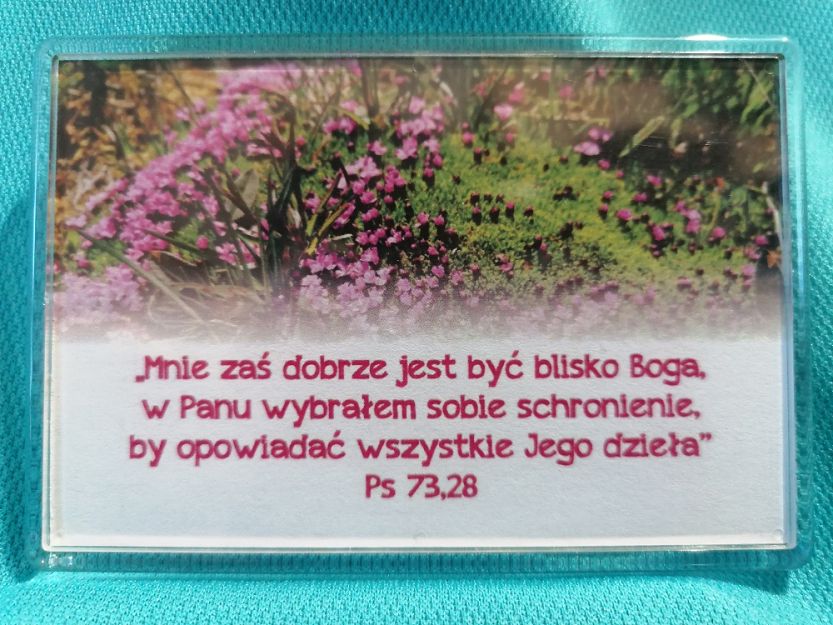 „Mnie zaś dobrze jest być blisko Boga,
w Panu wybrałem sobie schronienie,
by opowiadać wszystkie Jego dzieła”
Ps 73,28